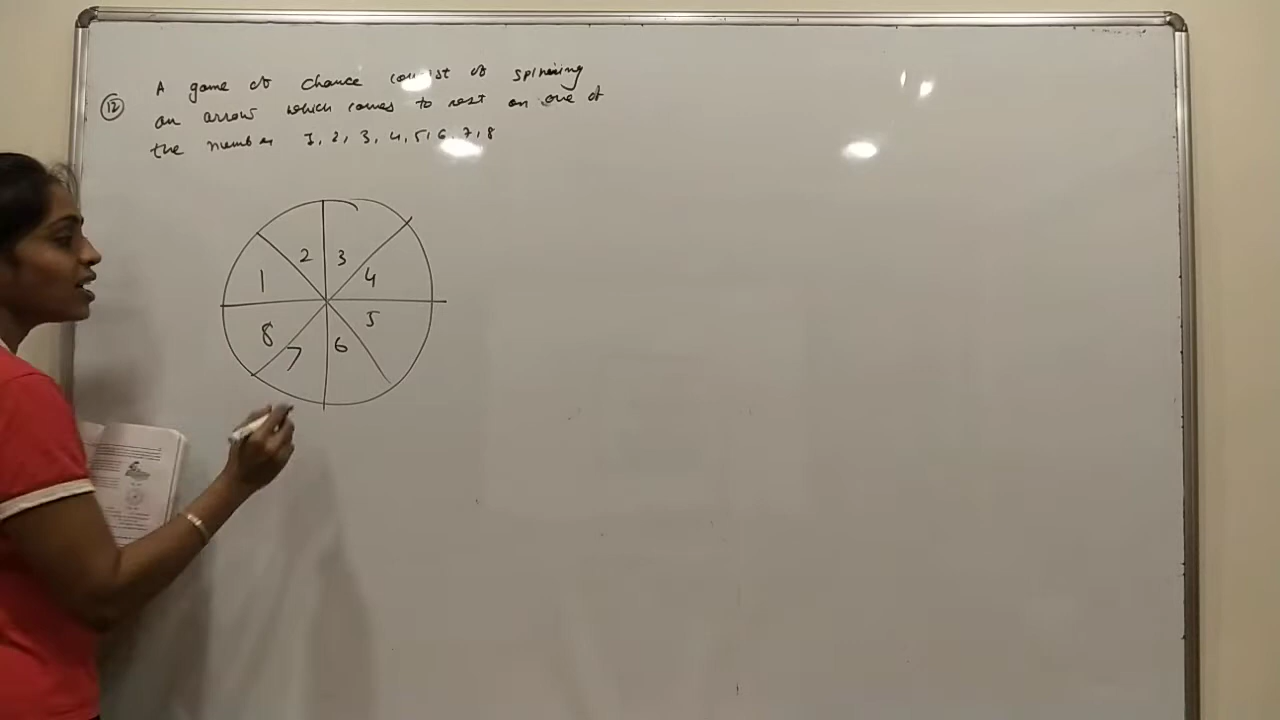 12
A game of chance consist of spinning
an arrow which comes to rest on one of
the number 1, 2, 3, 4, 5, 6, 7, 8
2 3
1 4
8 5
7 6